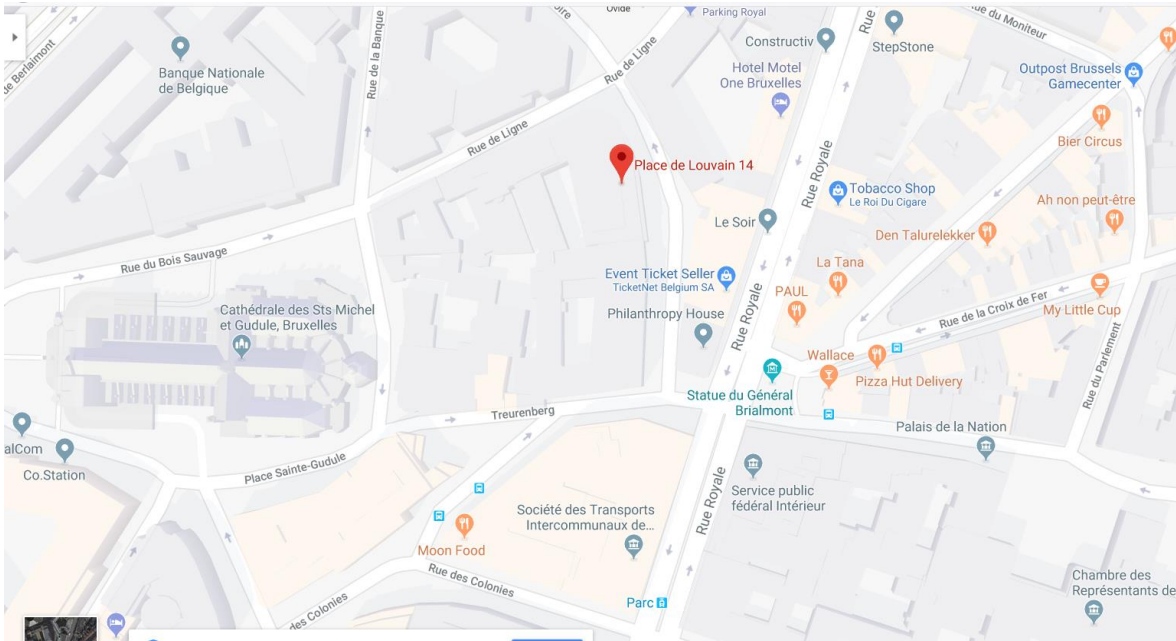 Ovide
Parking Royal
Rue du Moniteur
Constructiv
Rue
StepStone
de Berlaimont
Banque Nationale
de Belgique
Rue de la Banque
Rue de Ligne
Hotel Motel
One Bruxelles
Outpost Brussels
Gamecenter
Rue de Ligne
Bier Circus
Place de Louvain 14
Rue Royale
Tobacco Shop
Le Roi Du Cigare
Ah non peut-être
Le Soir
Den Talurelekker
Rue du Bois Sauvage
La Tana
Event Ticket Seller
TicketNet Belgium SA
PAUL
Rue de la Croix de Fer
My Little Cup
Cathédrale des Sts Michel
et Gudule, Bruxelles
Philanthropy House
Rue Royale
Wallace
Pizza Hut Delivery
Rue du Parlement
Statue du Général
Brialmont
Treurenberg
Palais de la Nation
alCom
Co.Station
Place Sainte-Gudule
Service public
fédéral Intérieur
Rue Royale
Société des Transports
Intercommunaux de...
Moon Food
Rue des Colonies
des Colonies
Parc
Chambre des
Représentants de